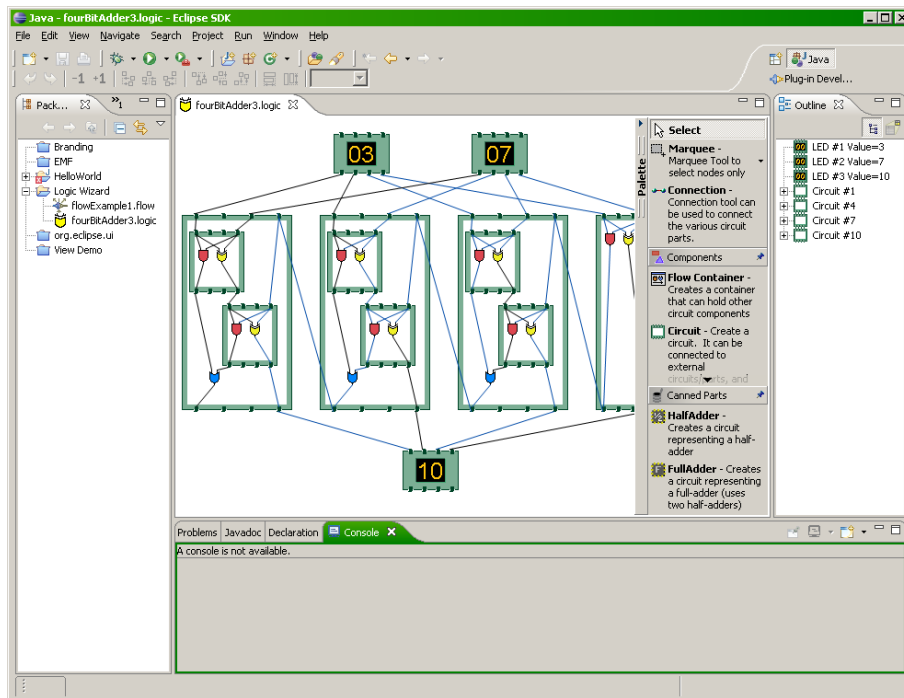 Java - fourBitAdder3.logic - Eclipse SDK
File Edit View Navigate Search Project Run Window Help
-1 +1
Java
Plug-in Devel...
Pack...
»1
Branding
EMF
HelloWorld
Logic Wizard
flowExample1.flow
fourBitAdder3.logic
org.eclipse.ui
View Demo
fourBitAdder3.logic
03
07
10
Palette
Select
Marquee -
Marquee Tool to
select nodes only
Connection -
Connection tool can
be used to connect
the various circuit
parts.
Components
Flow Container -
Creates a container
that can hold other
circuit components
Circuit - Create a
circuit. It can be
connected to
external
circuits/parts, and
Canned Parts
HalfAdder -
Creates a circuit
representing a half-
adder
FullAdder - Creates
a circuit representing
a full-adder (uses
two half-adders)
Outline
LED #1 Value=3
LED #2 Value=7
LED #3 Value=10
Circuit #1
Circuit #4
Circuit #7
Circuit #10
Problems Javadoc Declaration Console
A console is not available.